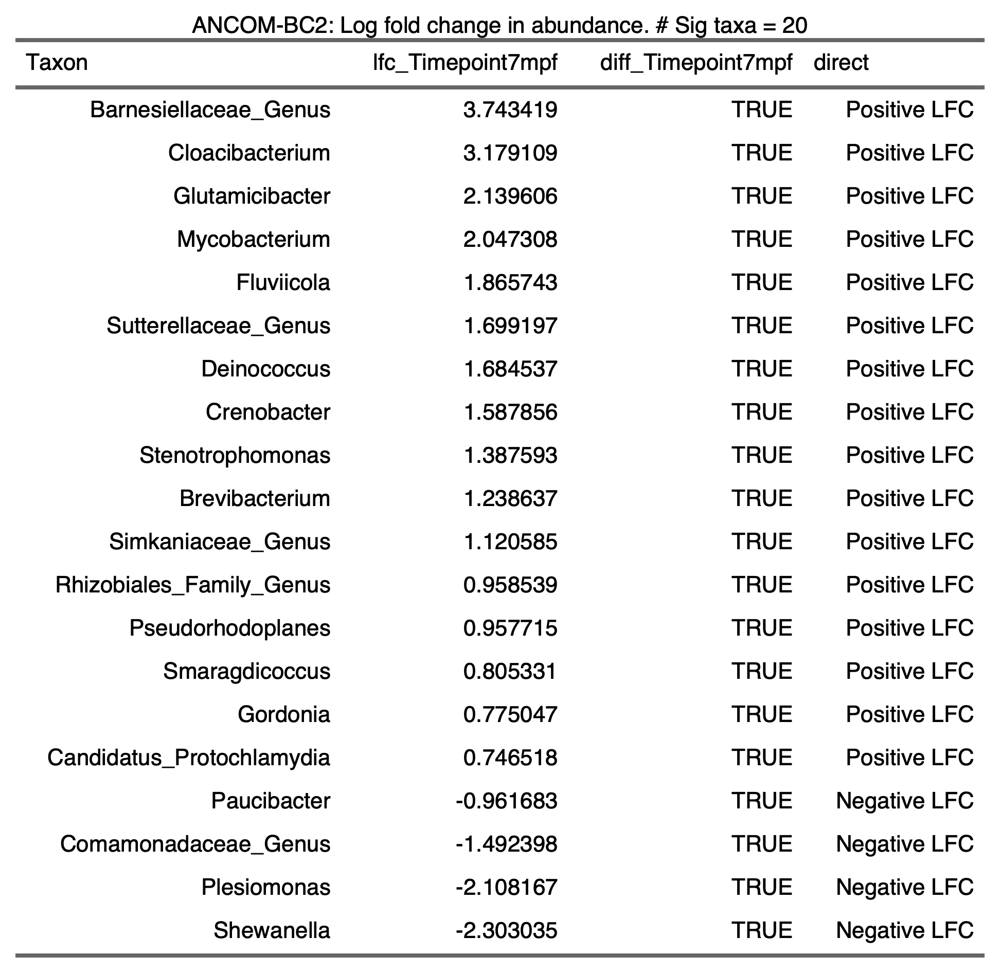 ANCOM-BC2: Log fold change in abundance. # Sig taxa = 20
Taxon lfc_Timepoint7mpf diff_Timepoint7mpf direct
Barnesiellaceae_Genus 3.743419 TRUE Positive LFC
Cloacibacterium 3.179109 TRUE Positive LFC
Glutamicibacter 2.139606 TRUE Positive LFC
Mycobacterium 2.047308 TRUE Positive LFC
Fluviicola 1.865743 TRUE Positive LFC
Sutterellaceae_Genus 1.699197 TRUE Positive LFC
Deinococcus 1.684537 TRUE Positive LFC
Crenobacter 1.587856 TRUE Positive LFC
Stenotrophomonas 1.387593 TRUE Positive LFC
Brevibacterium 1.238637 TRUE Positive LFC
Simkaniaceae_Genus 1.120585 TRUE Positive LFC
Rhizobiales_Family_Genus 0.958539 TRUE Positive LFC
Pseudorhodoplanes 0.957715 TRUE Positive LFC
Smaragdicoccus 0.805331 TRUE Positive LFC
Gordonia 0.775047 TRUE Positive LFC
Candidatus_Protochlamydia 0.746518 TRUE Positive LFC
Paucibacter -0.961683 TRUE Negative LFC
Comamonadaceae_Genus -1.492398 TRUE Negative LFC
Plesiomonas -2.108167 TRUE Negative LFC
Shewanella -2.303035 TRUE Negative LFC